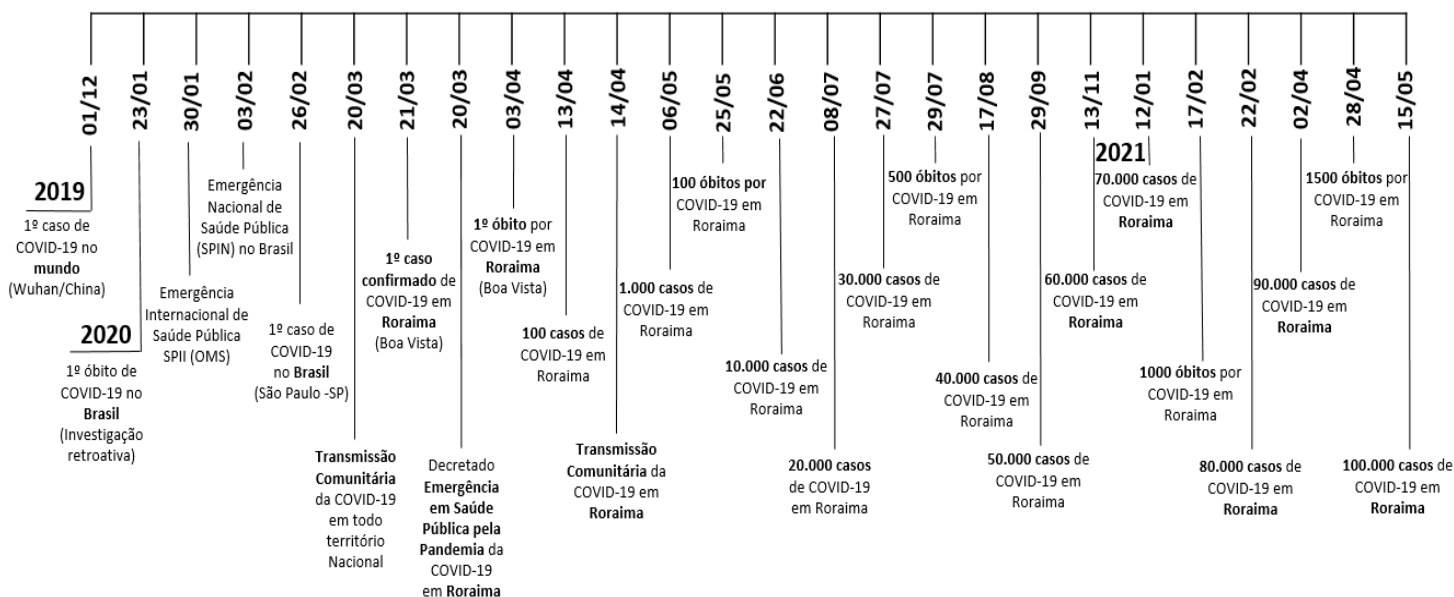 01/12
23/01
30/01
03/02
26/02
20/03
21/03
20/03
03/04
13/04
14/04
06/05
25/05
22/06
08/07
27/07
29/07
17/08
29/09
13/11
12/01
17/02
22/02
02/04
28/04
15/05
2019
1º caso de
COVID-19 no
mundo
(Wuhan/China)
2020
1º óbito de
COVID-19 no
Brasil
(Investigação
retroativa)
Emergência
Internacional de
Saúde Pública
SPII (OMS)
Emergência
Nacional de
Saúde Pública
(SPIN) no Brasil
1º caso de
COVID-19
no Brasil
(São Paulo -SP)
Transmissão
Comunitária
da COVID-19
em todo
território
Nacional
1º caso
confirmado de
COVID-19 em
Roraima
(Boa Vista)
Decretado
Emergência
em Saúde
Pública pela
Pandemia da
COVID-19
em Roraima
1º óbito por
COVID-19 em
Roraima
(Boa Vista)
100 casos de
COVID-19 em
Roraima
Transmissão
Comunitária da
COVID-19 em
Roraima
1.000 casos de
COVID-19 em
Roraima
100 óbitos por
COVID-19 em
Roraima
10.000 casos de
COVID-19 em
Roraima
20.000 casos
de COVID-19
em Roraima
30.000 casos de
COVID-19 em
Roraima
500 óbitos por
COVID-19 em
Roraima
40.000 casos de
COVID-19 em
Roraima
50.000 casos de
COVID-19 em
Roraima
60.000 casos de
COVID-19 em
Roraima
2021
70.000 casos de
COVID-19 em
Roraima
1000 óbitos por
COVID-19 em
Roraima
80.000 casos de
COVID-19 em
Roraima
90.000 casos de
COVID-19 em
Roraima
1500 óbitos por
COVID-19 em
Roraima
100.000 casos de
COVID-19 em
Roraima